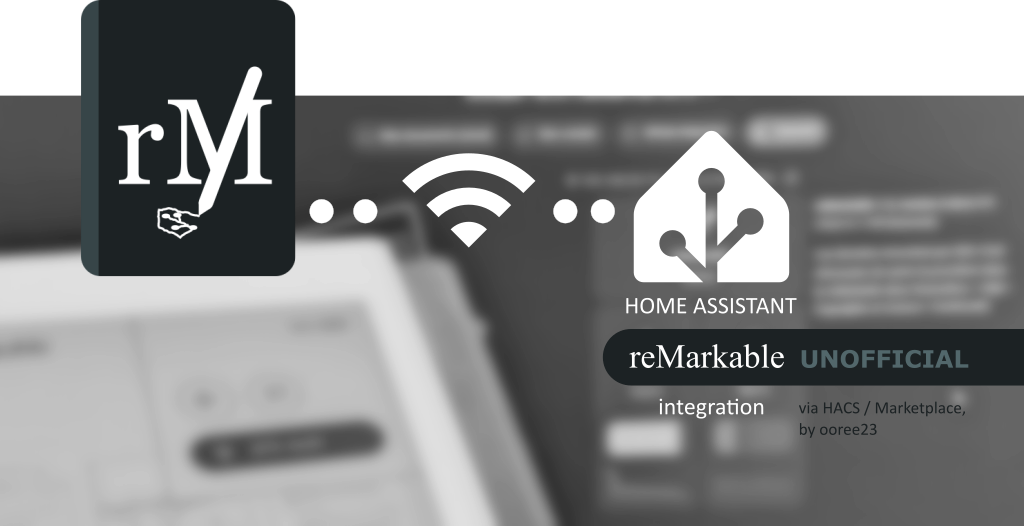 rM
HOME ASSISTANT
reMarkable UNOFFICIAL
integration
via HACS / Marketplace,
by ooree23